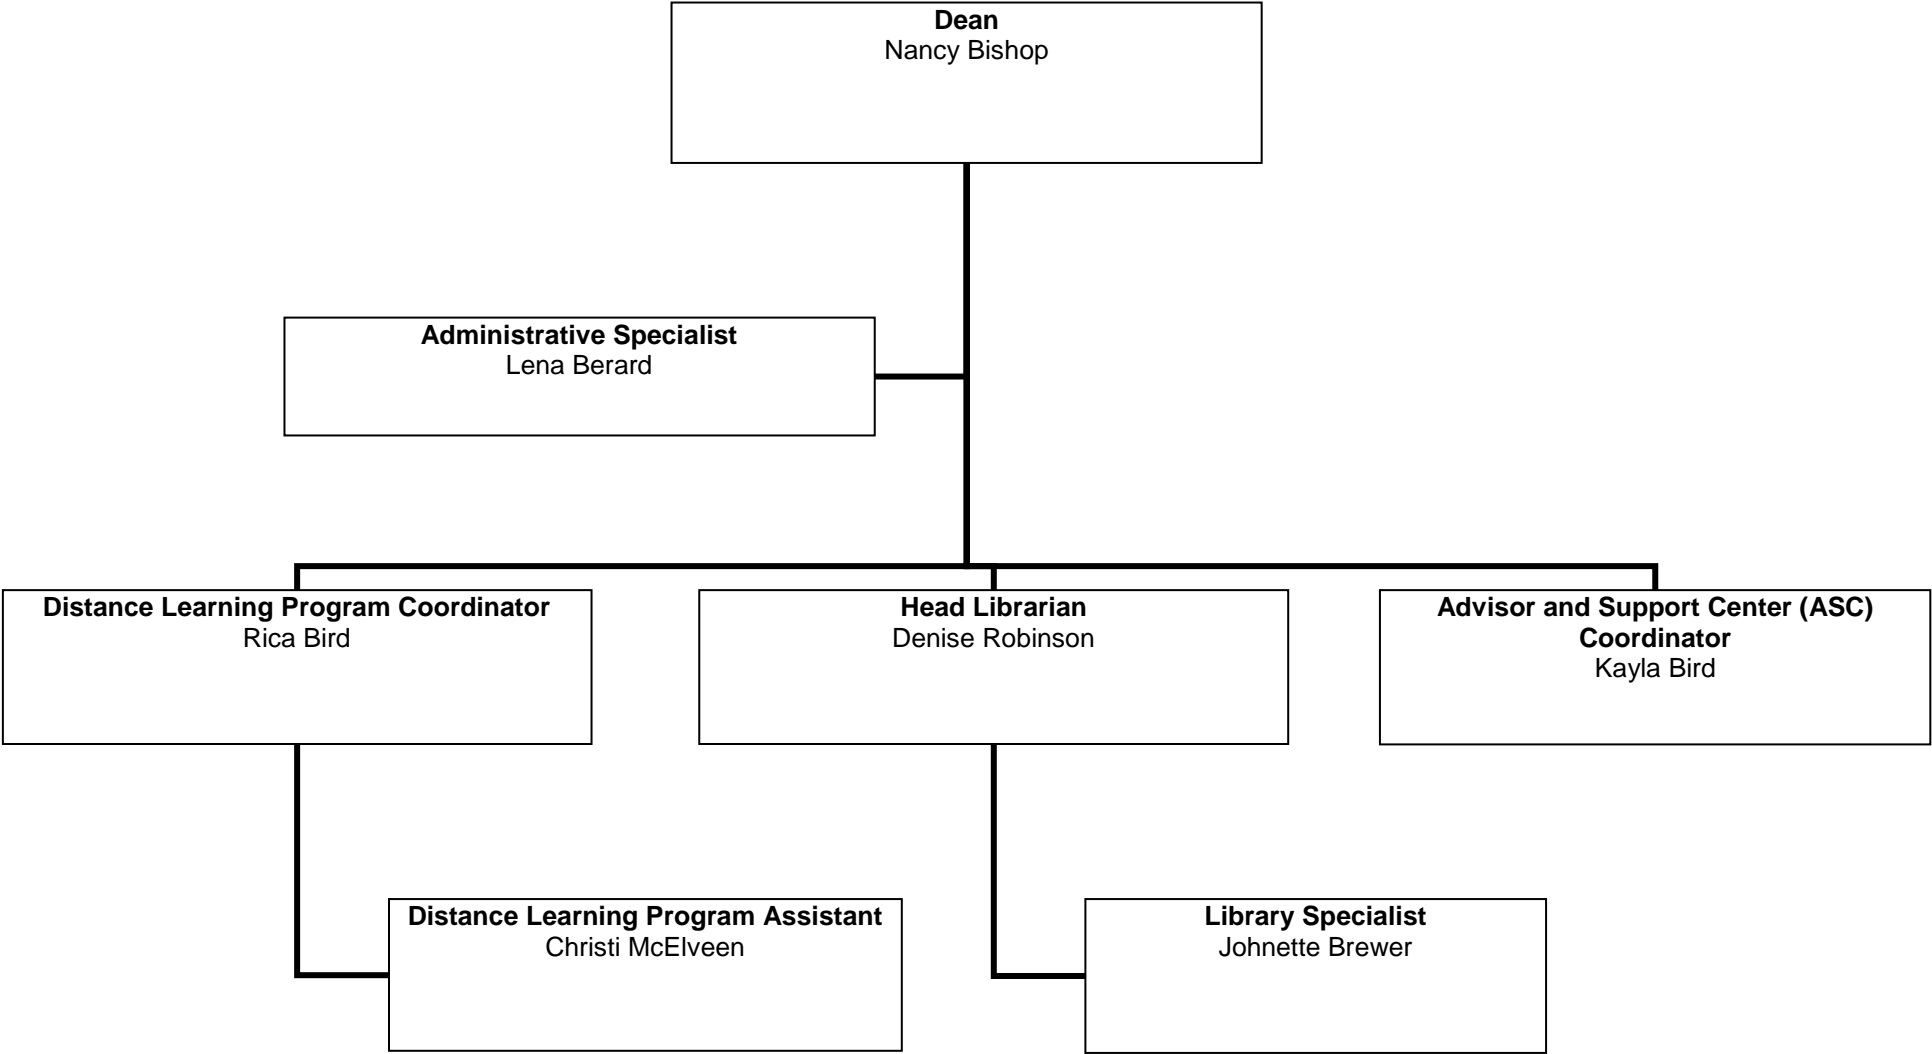 Dean
Nancy Bishop
Administrative Specialist
Lena Berard
Distance Learning Program Coordinator
Rica Bird
Head Librarian
Denise Robinson
Advisor and Support Center (ASC)
Coordinator
Kayla Bird
Distance Learning Program Assistant
Christi McElveen
Library Specialist
Johnette Brewer